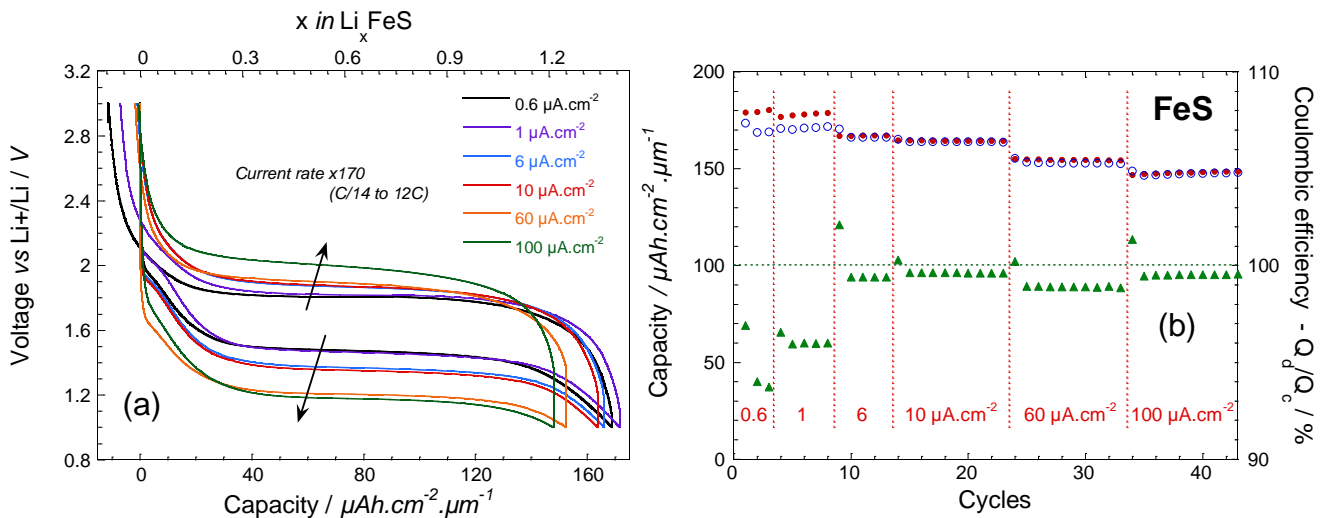 x in LixFeS
0 0.3 0.6 0.9 1.2
3.2
2.8
2.4
2
1.6
1.2
0.8
Voltage vs Li+/Li / V
0.6 µA.cm-2
1 µA.cm-2
6 µA.cm-2
10 µA.cm-2
60 µA.cm-2
100 µA.cm-2
Current rate x170
(C/14 to 12C)
(a)
0 40 80 120 160
Capacity / µAh.cm-2.µm-1
200
150
100
50
0
Capacity / µAh.cm-2.µm-1
FeS
(b)
0.6 1 6 10 µA.cm-2 60 µA.cm-2 100 µA.cm-2
0 10 20 30 40
Cycles
110
100
90
Coulombic efficiency - Qd/Qc / %